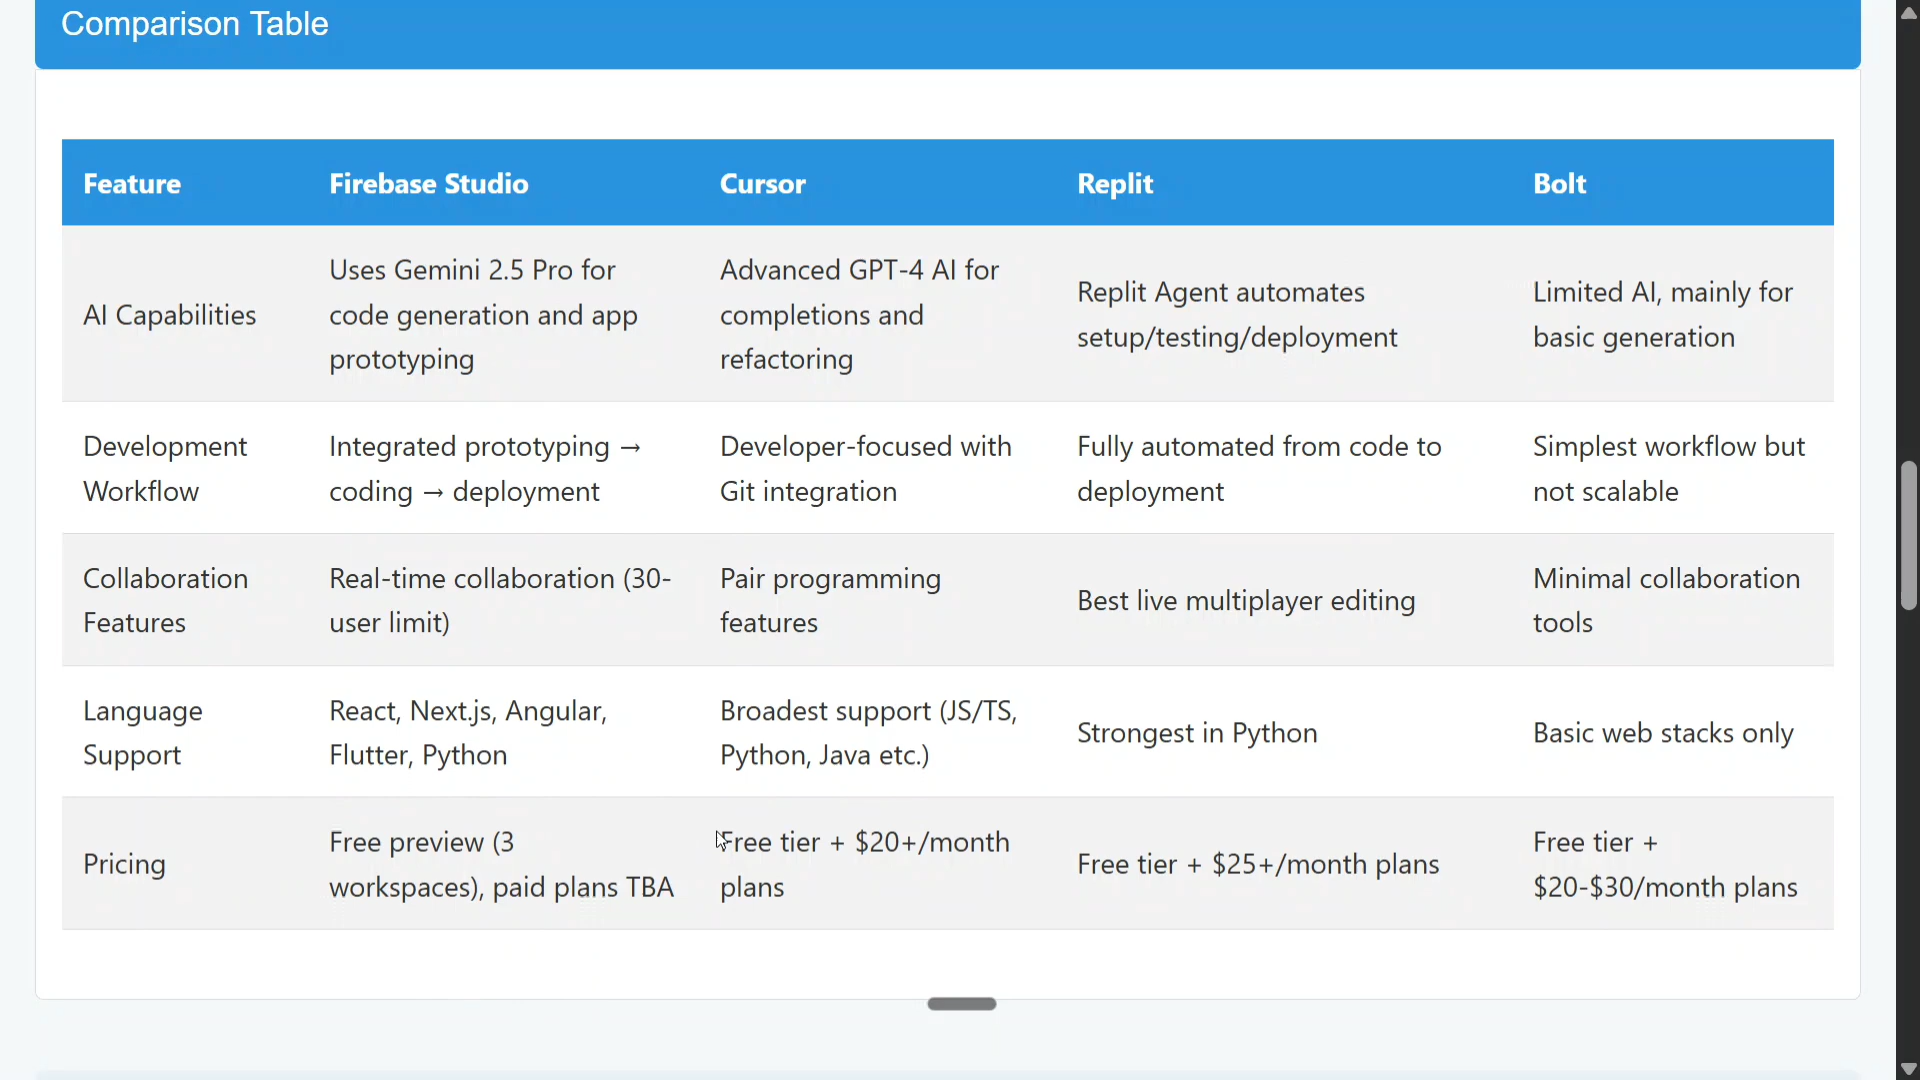 Comparison Table
Feature
Firebase Studio
Cursor
Replit
Bolt
AI Capabilities
Uses Gemini 2.5 Pro for
code generation and app
prototyping
Advanced GPT-4 AI for
completions and
refactoring
Replit Agent automates
setup/testing/deployment
Limited AI, mainly for
basic generation
Development
Workflow
Integrated prototyping →
coding → deployment
Developer-focused with
Git integration
Fully automated from code to
deployment
Simplest workflow but
not scalable
Collaboration
Features
Real-time collaboration (30-
user limit)
Pair programming
features
Best live multiplayer editing
Minimal collaboration
tools
Language
Support
React, Next.js, Angular,
Flutter, Python
Broadest support (JS/TS,
Python, Java etc.)
Strongest in Python
Basic web stacks only
Pricing
Free preview (3
workspaces), paid plans TBA
Free tier + $20+/month
plans
Free tier + $25+/month plans
Free tier +
$20-$30/month plans